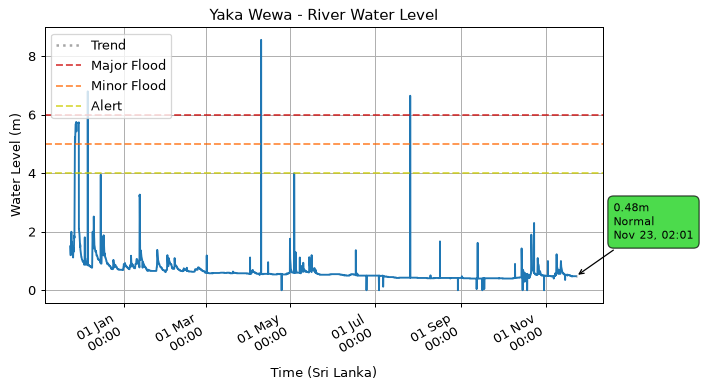 Yaka Wewa - River Water Level
Trend
Major Flood
Minor Flood
Alert
Water Level (m)
8
6
4
2
0
0.48m
Normal
Nov 23, 02:01
01 Jan
00:00
01 Mar
00:00
01 May
00:00
01 Jul
00:00
01 Sep
00:00
01 Nov
00:00
Time (Sri Lanka)